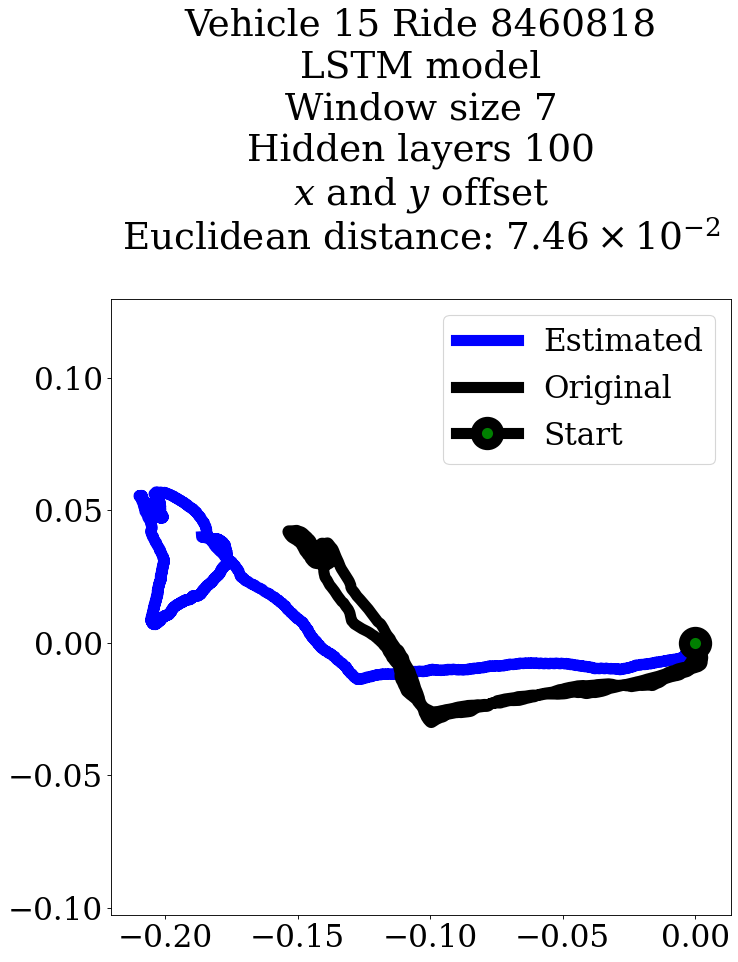 Vehicle 15 Ride 8460818
LSTM model
Window size 7
Hidden layers 100
x and y offset
Euclidean distance: 7.46 × 10⁻²
Estimated
Original
Start
0.10
0.05
0.00
−0.05
−0.10
−0.20 −0.15 −0.10 −0.05 0.00